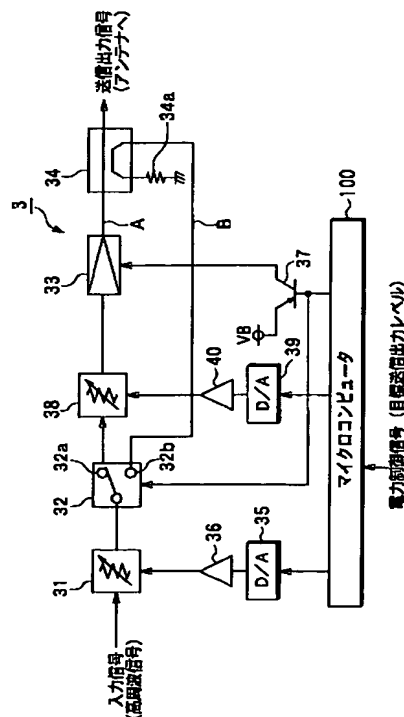 入力信号
(高周波信号)
31
32
32a
32b
38
33
3
A
34
34a
送信出力信号
(アンテナへ)
B
36
D/A
35
40
D/A
39
VB
37
マイクロコンピュータ
100
電力制御信号 (目標送信出力レベル)